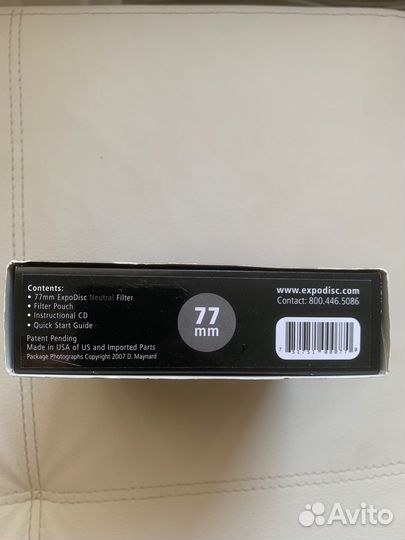 Contents:
• 77mm ExpoDisc Neutral Filter
• Filter Pouch
• Instructional CD
• Quick Start Guide
Patent Pending
Made in USA of US and Imported Parts
Package Photographs Copyright 2007 D. Maynard
77
mm
www.expodisc.com
Contact: 800.446.5086
Avito